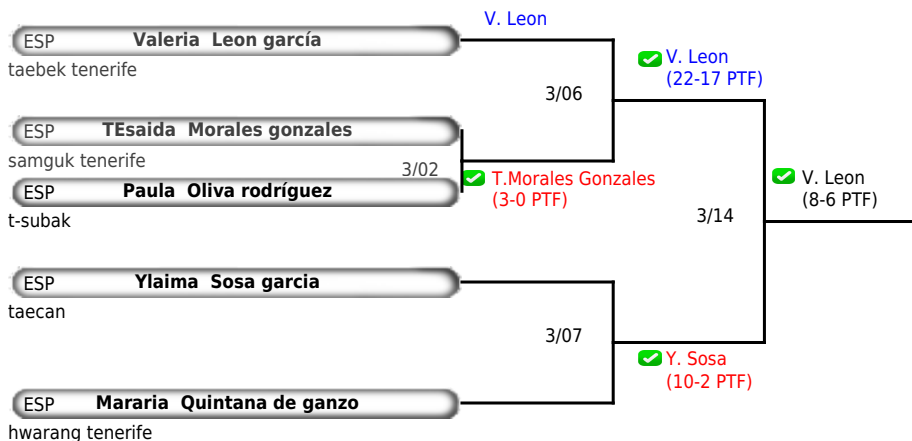 V. Leon
ESP Valeria Leon garcía
taebek tenerife
V. Leon
(22-17 PTF)
3/06
ESP TEsaida Morales gonzales
samguk tenerife
3/02
T.Morales Gonzales
(3-0 PTF)
V. Leon
(8-6 PTF)
ESP Paula Oliva rodríguez
t-subak
3/14
ESP Ylaima Sosa garcia
taecan
3/07
Y. Sosa
(10-2 PTF)
ESP Mararia Quintana de ganzo
hwarang tenerife